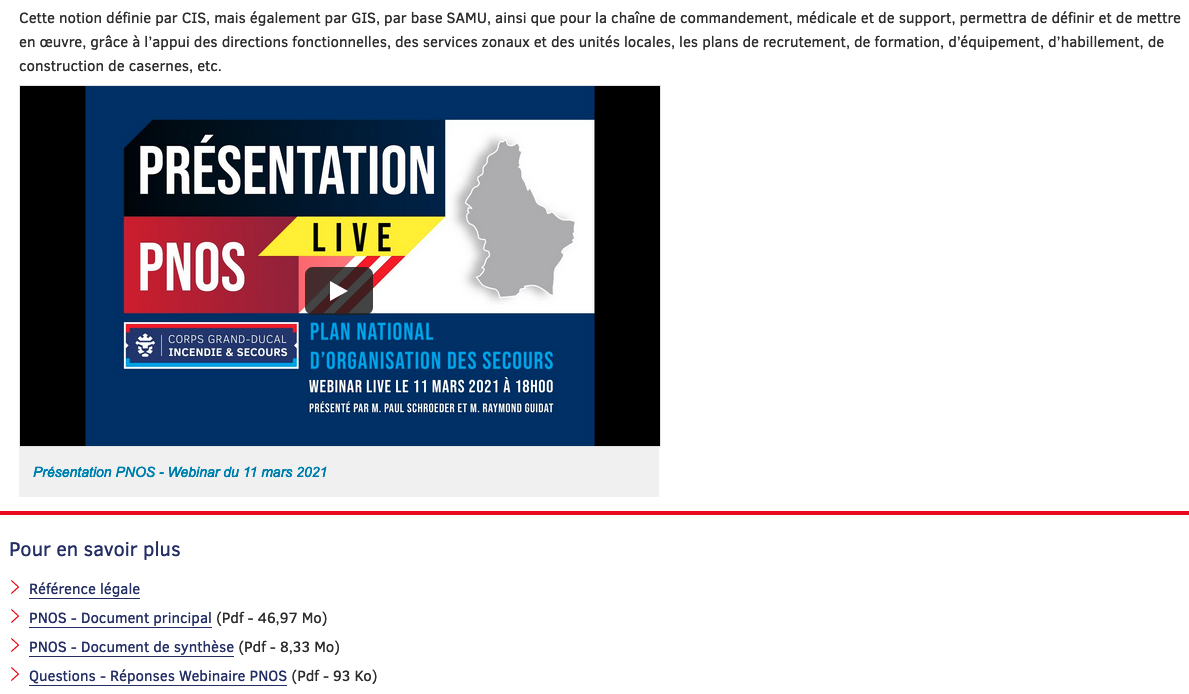 Cette notion définie par CIS, mais également par GIS, par base SAMU, ainsi que pour la chaîne de commandement, médicale et de support, permettra de définir et de mettre
en œuvre, grâce à l’appui des directions fonctionnelles, des services zonaux et des unités locales, les plans de recrutement, de formation, d’équipement, d’habillement, de
construction de casernes, etc.
PRÉSENTATION
LIVE
PNOS
CORPS GRAND-DUCAL
INCENDIE & SECOURS
PLAN NATIONAL
D’ORGANISATION DES SECOURS
WEBINAR LIVE LE 11 MARS 2021 À 18H00
PRÉSENTÉ PAR M. PAUL SCHROEDER ET M. RAYMOND GUIDAT
Présentation PNOS - Webinar du 11 mars 2021
Pour en savoir plus
Référence légale
PNOS - Document principal (Pdf - 46,97 Mo)
PNOS - Document de synthèse (Pdf - 8,33 Mo)
Questions - Réponses Webinaire PNOS (Pdf - 93 Ko)